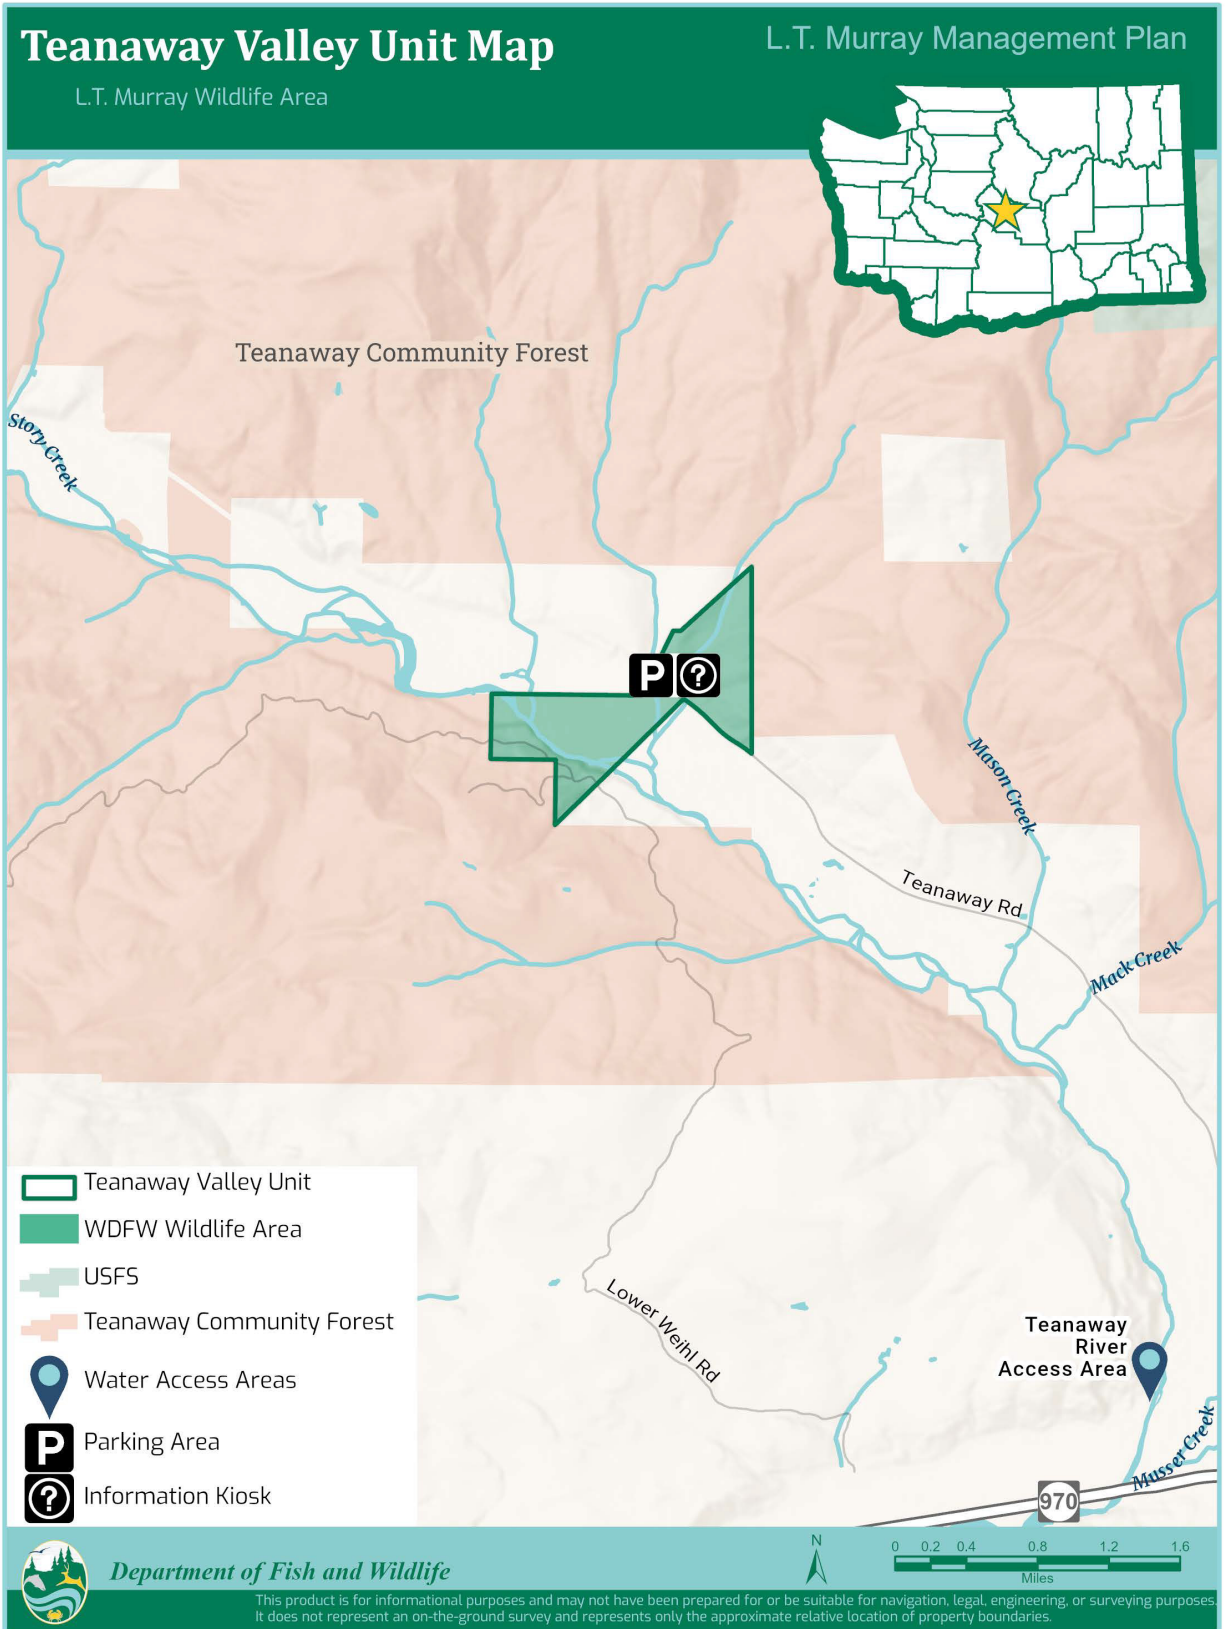 Teanaway Valley Unit Map
L.T. Murray Wildlife Area
L.T. Murray Management Plan
Teanaway Community Forest
Story Creek
P
?
Mason Creek
Teanaway Rd
Mack Creek
Lower Weihl Rd
Teanaway
River
Access Area
Musser Creek
970
Teanaway Valley Unit
WDFW Wildlife Area
USFS
Teanaway Community Forest
Water Access Areas
P Parking Area
? Information Kiosk
Department of Fish and Wildlife
N
0 0.2 0.4 0.8 1.2 1.6
Miles
This product is for informational purposes and may not have been prepared for or be suitable for navigation, legal, engineering, or surveying purposes.
It does not represent an on-the-ground survey and represents only the approximate relative location of property boundaries.